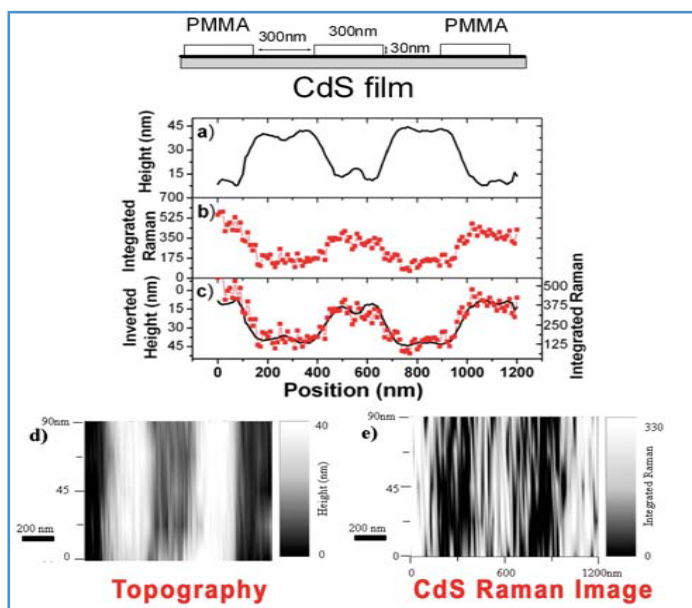 PMMA 300nm 300nm PMMA
30nm
CdS film
a)
Height (nm)
45
30
15
700
b)
Integrated
Raman
525
350
175
0
c)
Inverted
Height (nm)
0
15
30
45
500
375
250
125
Integrated Raman
0 200 400 600 800 1000 1200
Position (nm)
d)
90nm
45
0
200 nm
40
Height (nm)
0
Topography
e)
90nm
45
0
200 nm
0 600 1200nm
330
Integrated Raman
0
CdS Raman Image